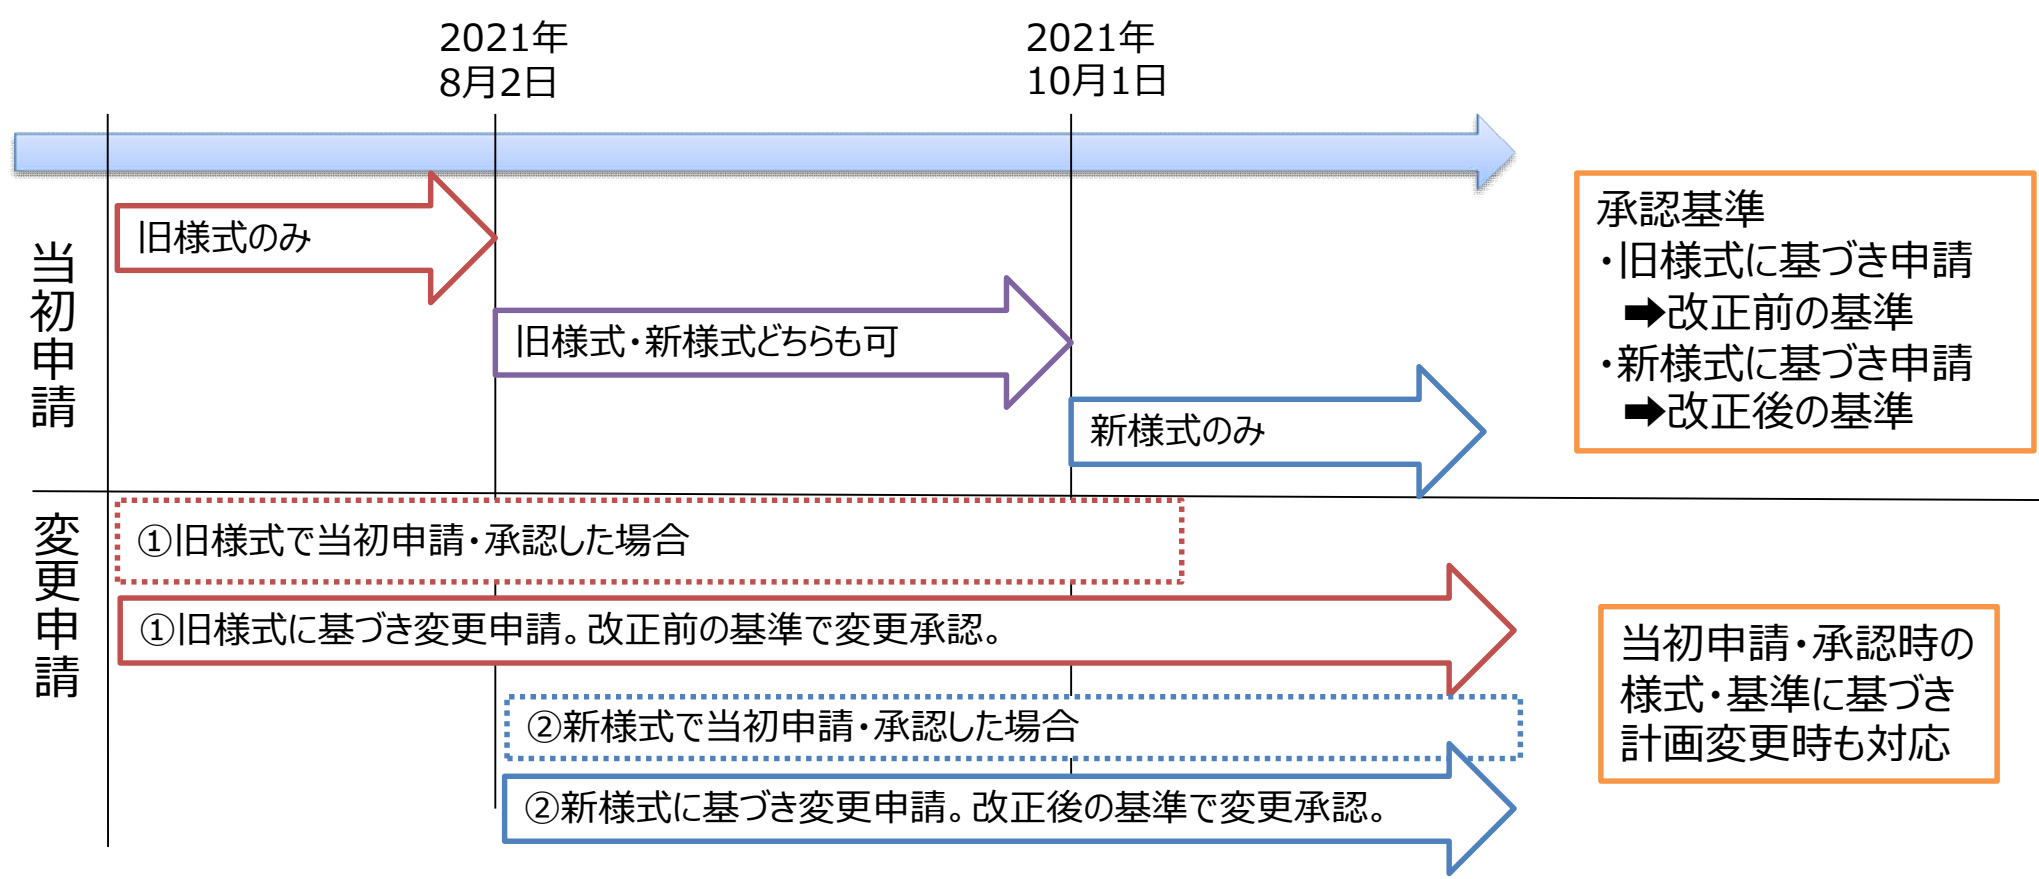 2021年
8月2日
2021年
10月1日
当初申請
旧様式のみ
旧様式・新様式どちらも可
新様式のみ
承認基準
・旧様式に基づき申請
➡改正前の基準
・新様式に基づき申請
➡改正後の基準
変更申請
①旧様式で当初申請・承認した場合
①旧様式に基づき変更申請。改正前の基準で変更承認。
②新様式で当初申請・承認した場合
②新様式に基づき変更申請。改正後の基準で変更承認。
当初申請・承認時の
様式・基準に基づき
計画変更時も対応